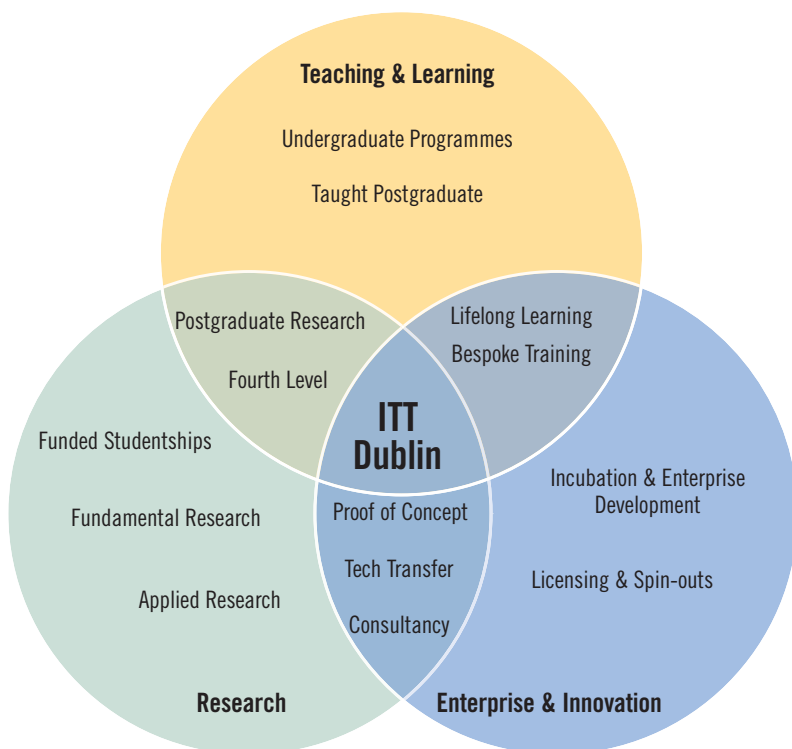 Teaching & Learning
Undergraduate Programmes
Taught Postgraduate
Postgraduate Research
Fourth Level
Lifelong Learning
Bespoke Training
ITT
Dublin
Funded Studentships
Fundamental Research
Applied Research
Proof of Concept
Tech Transfer
Consultancy
Incubation & Enterprise
Development
Licensing & Spin-outs
Research
Enterprise & Innovation